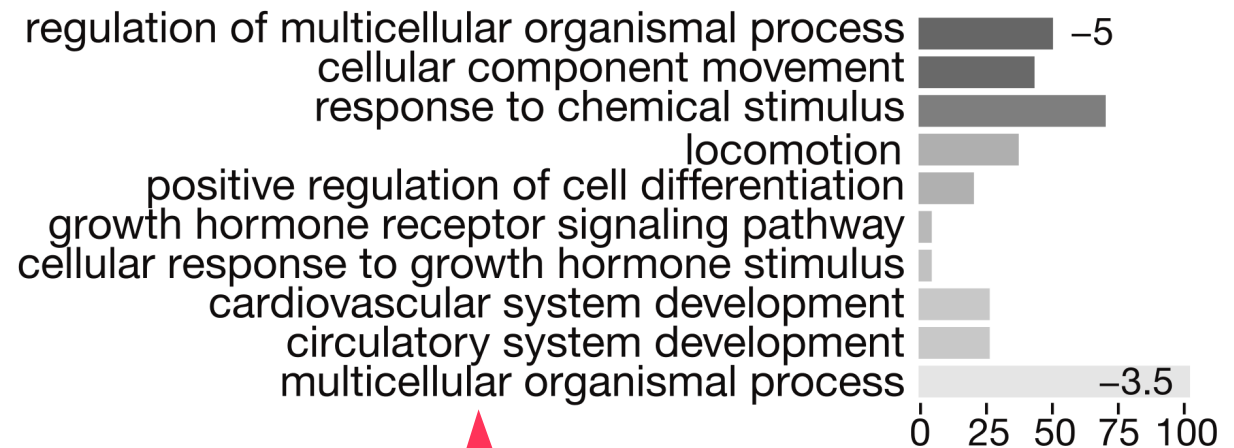 regulation of multicellular organismal process −5
cellular component movement
response to chemical stimulus
locomotion
positive regulation of cell differentiation
growth hormone receptor signaling pathway
cellular response to growth hormone stimulus
cardiovascular system development
circulatory system development
multicellular organismal process −3.5
0 25 50 75 100